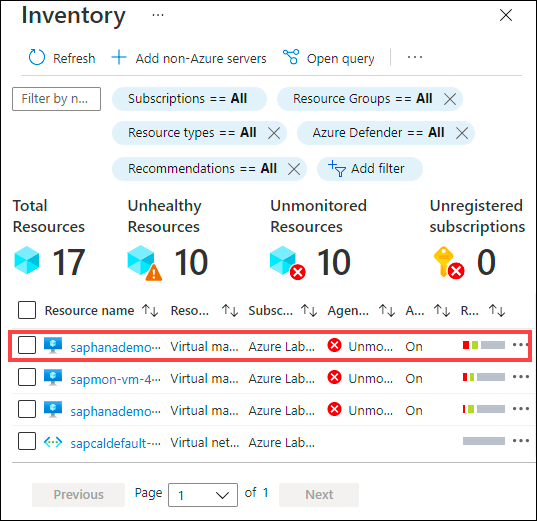 Inventory ...
Refresh Add non-Azure servers Open query ...
Filter by n... Subscriptions == All Resource Groups == All
Resource types == All Azure Defender == All
Recommendations == All Add filter
Total Resources Unhealthy Resources Unmonitored Resources Unregistered subscriptions
17 10 10 0
Resource name Reso... Subsc... Agen... A... R...
saphanademo... Virtual ma... Azure Lab... Unmo... On ...
sapmon-vm-4... Virtual ma... Azure Lab... Unmo... On ...
saphanademo... Virtual ma... Azure Lab... Unmo... On ...
sapcaldefault-... Virtual net... Azure Lab... ...
Previous Page 1 of 1 Next